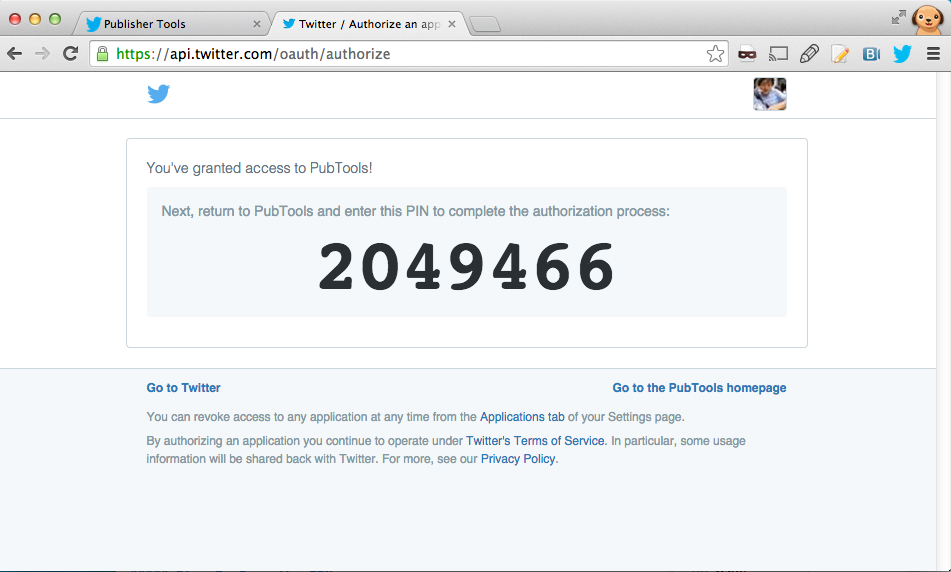 Publisher Tools
Twitter / Authorize an app
https://api.twitter.com/oauth/authorize
You've granted access to PubTools!
Next, return to PubTools and enter this PIN to complete the authorization process:
2049466
Go to Twitter
Go to the PubTools homepage
You can revoke access to any application at any time from the Applications tab of your Settings page.
By authorizing an application you continue to operate under Twitter's Terms of Service. In particular, some usage
information will be shared back with Twitter. For more, see our Privacy Policy.